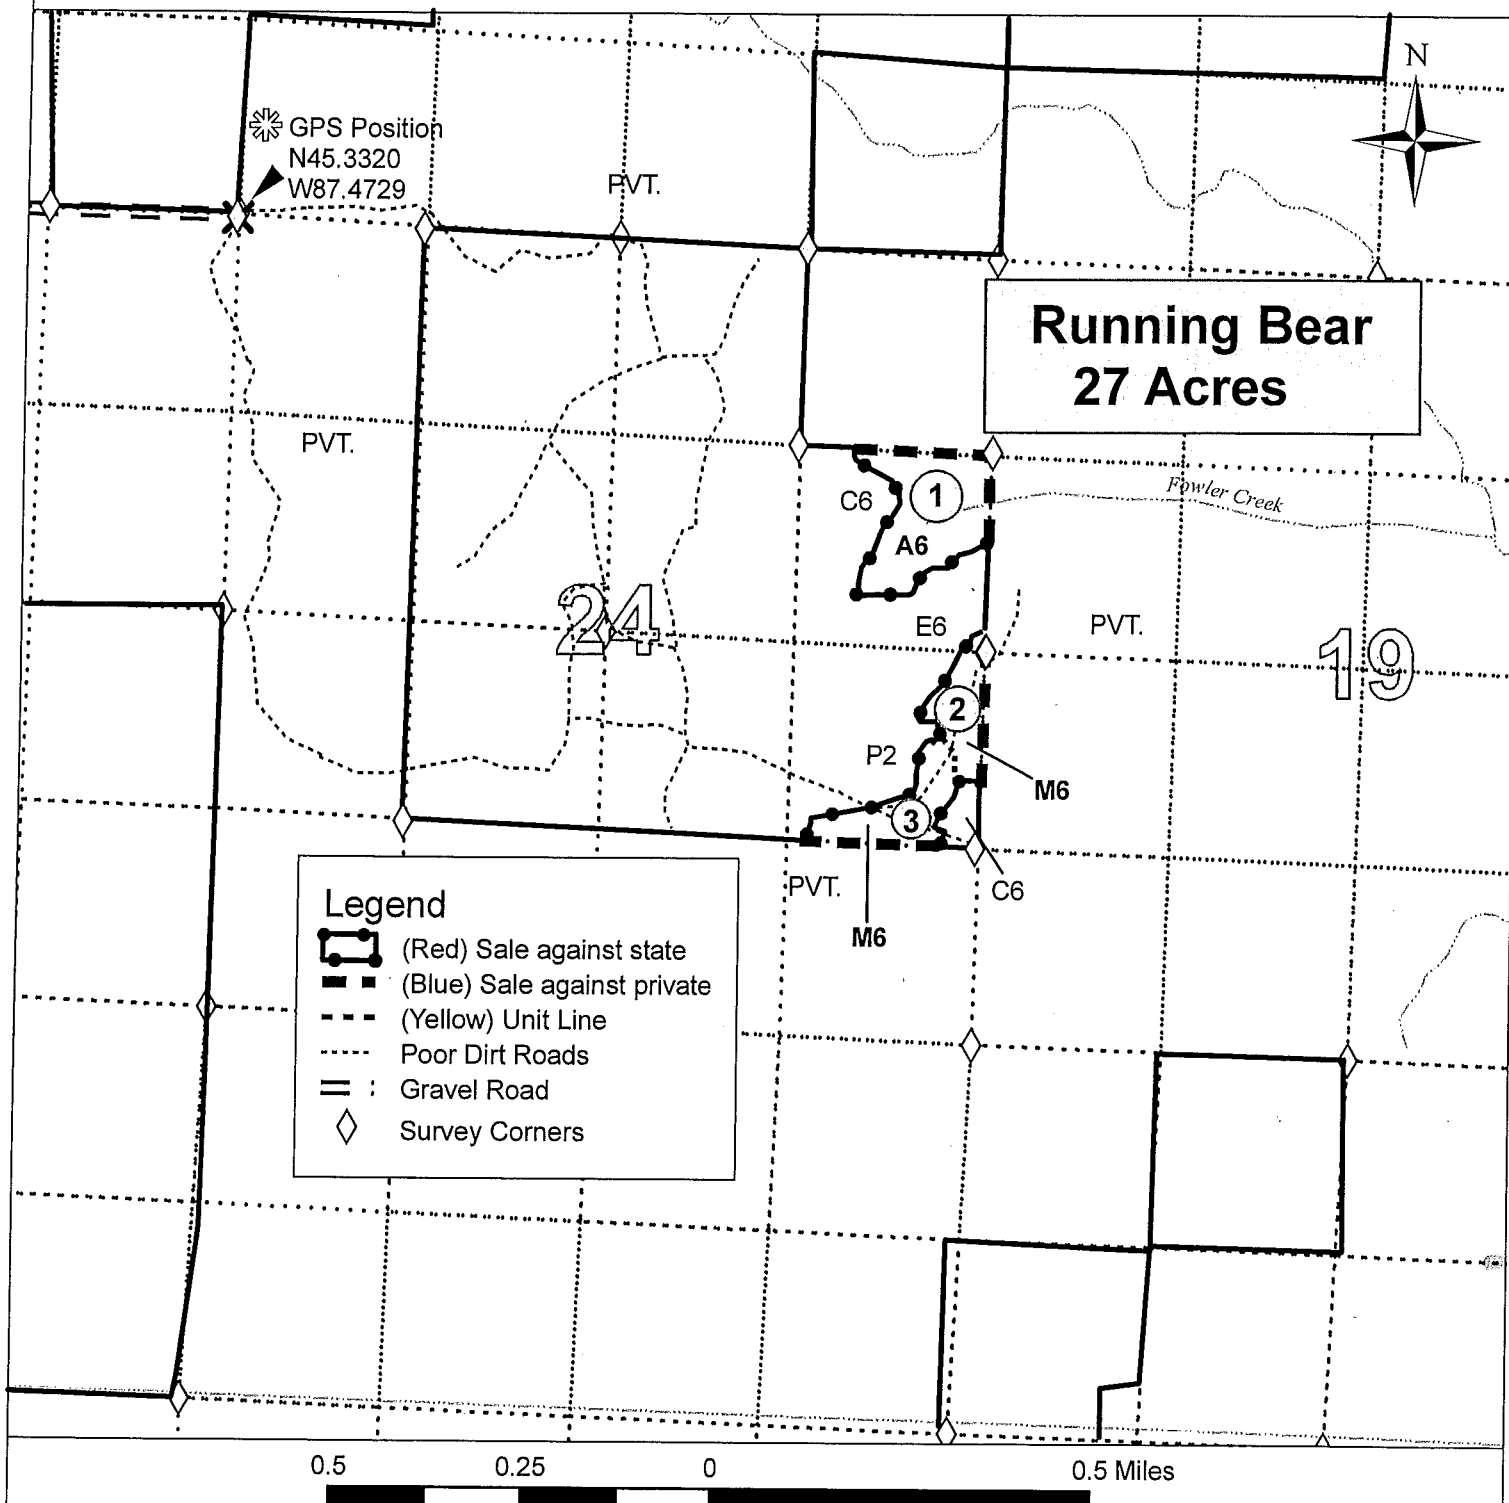 N
GPS Position
N45.3320
W87.4729
PVT.
Running Bear
27 Acres
PVT.
C6
1
Fowler Creek
A6
24
E6
PVT.
19
2
P2
M6
3
PVT.
C6
M6
Legend
(Red) Sale against state
(Blue) Sale against private
(Yellow) Unit Line
Poor Dirt Roads
Gravel Road
Survey Corners
0.5 0.25 0 0.5 Miles